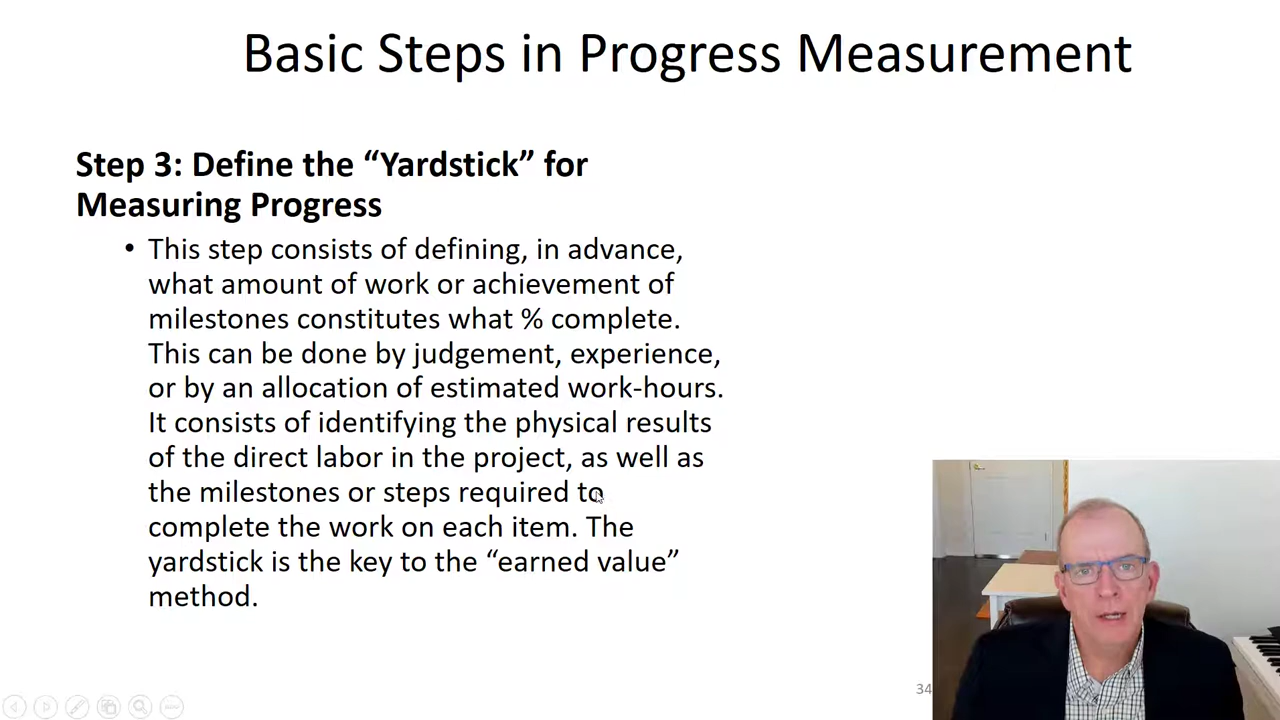 Basic Steps in Progress Measurement
Step 3: Define the “Yardstick” for
Measuring Progress
• This step consists of defining, in advance,
what amount of work or achievement of
milestones constitutes what % complete.
This can be done by judgement, experience,
or by an allocation of estimated work-hours.
It consists of identifying the physical results
of the direct labor in the project, as well as
the milestones or steps required to
complete the work on each item. The
yardstick is the key to the “earned value”
method.
34